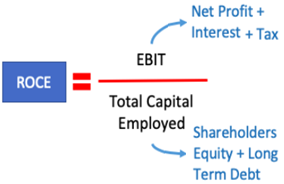 Net Profit +
Interest + Tax
EBIT
ROCE
=
Total Capital
Employed
Shareholders
Equity + Long
Term Debt